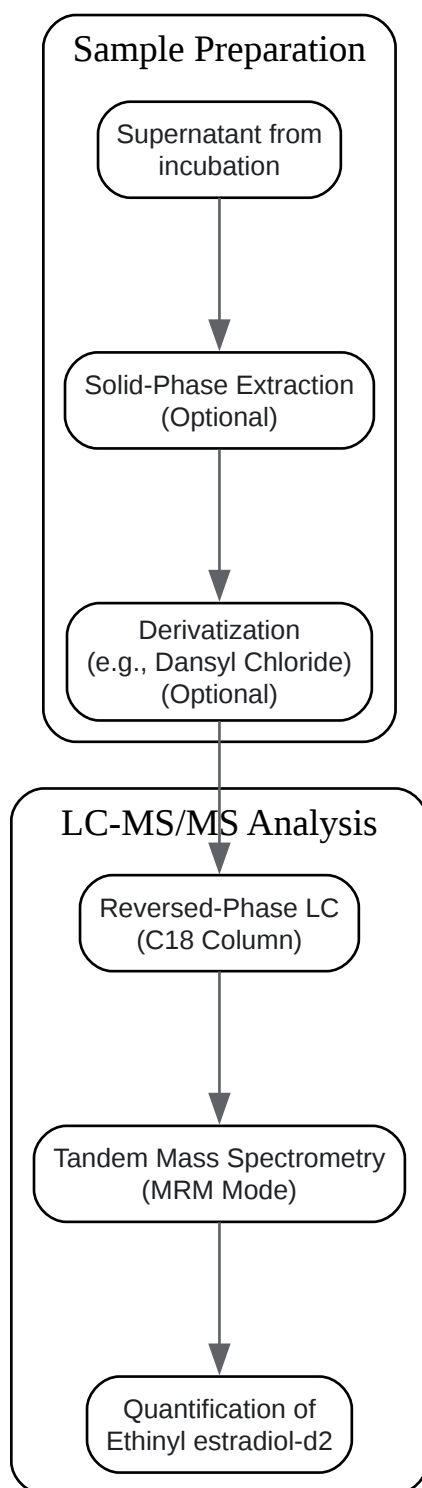 Sample Preparation
Supernatant from
incubation
Solid-Phase Extraction
(Optional)
Derivatization
(e.g., Dansyl Chloride)
(Optional)
LC-MS/MS Analysis
Reversed-Phase LC
(C18 Column)
Tandem Mass Spectrometry
(MRM Mode)
Quantification of
Ethinyl estradiol-d2